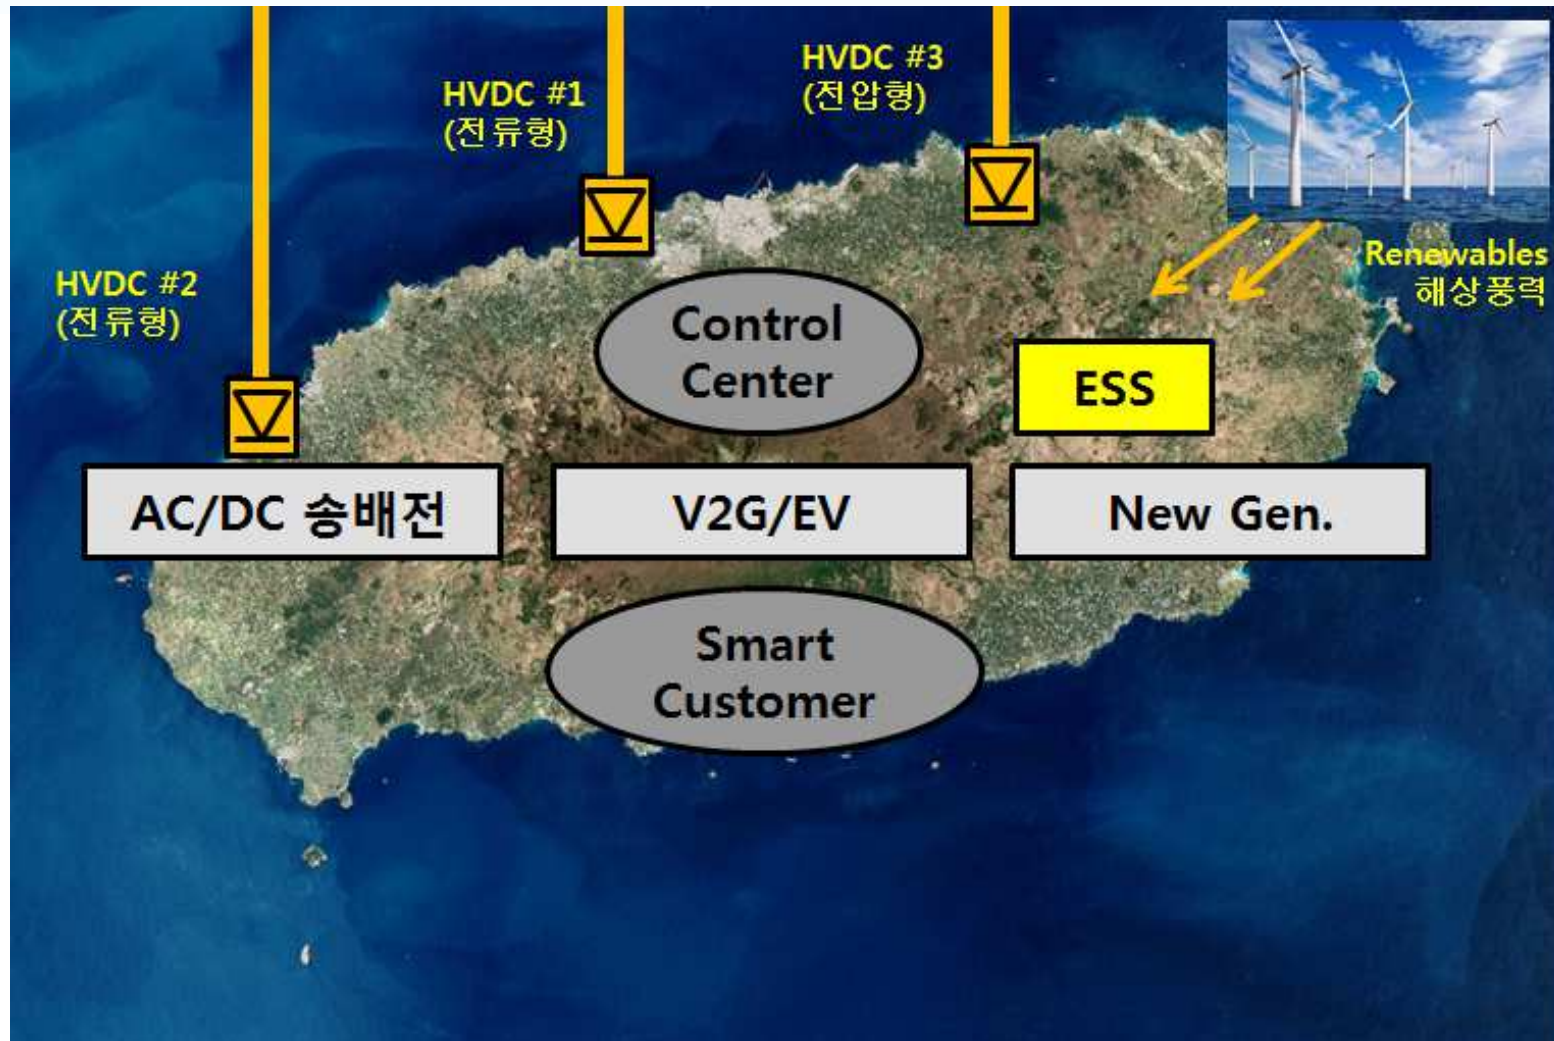 HVDC #3
(전압형)
HVDC #1
(전류형)
Renewables
해상풍력
HVDC #2
(전류형)
Control
Center
ESS
AC/DC 송배전
V2G/EV
New Gen.
Smart
Customer